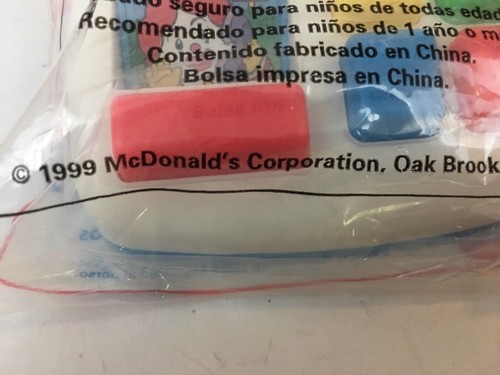 seguro para niños de todas edad
Recomendado para niños de 1 año o m
Contenido fabricado en China.
Bolsa impresa en China.
© 1999 McDonald's Corporation, Oak Brook